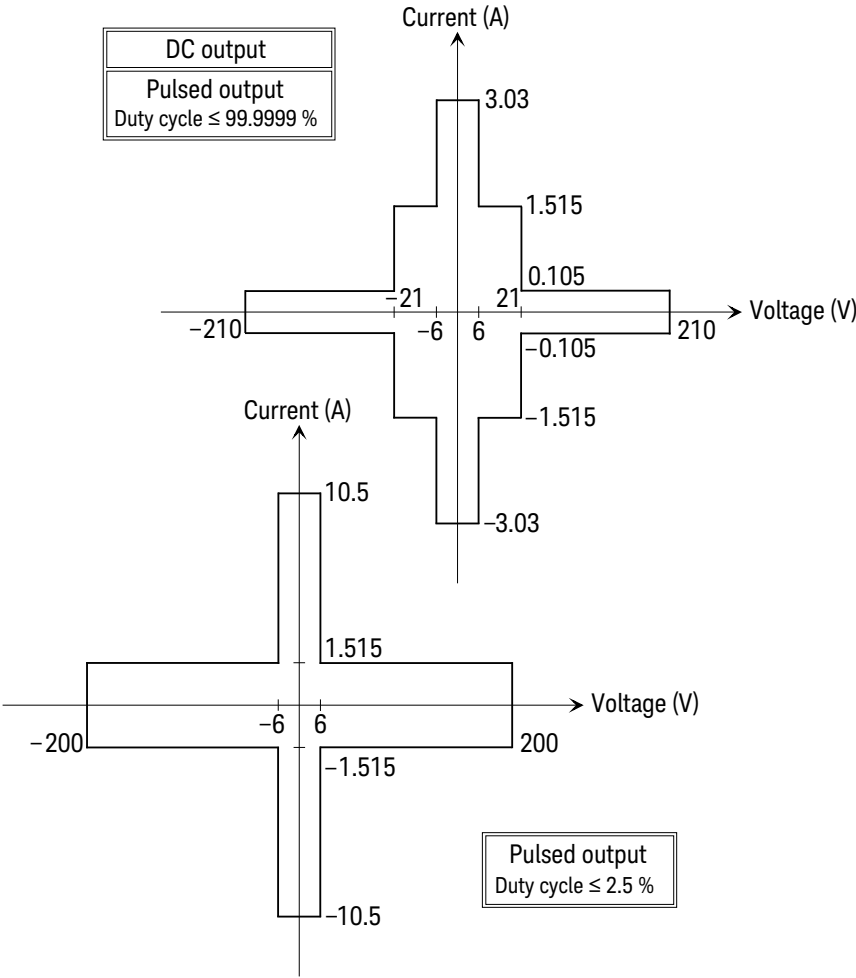 Current (A)
DC output
Pulsed output
Duty cycle ≤ 99.9999 %
3.03
1.515
0.105
−21
21
−210
−6
6
210
Voltage (V)
−0.105
−1.515
−3.03
Current (A)
10.5
1.515
−6
6
Voltage (V)
−200
200
−1.515
−10.5
Pulsed output
Duty cycle ≤ 2.5 %